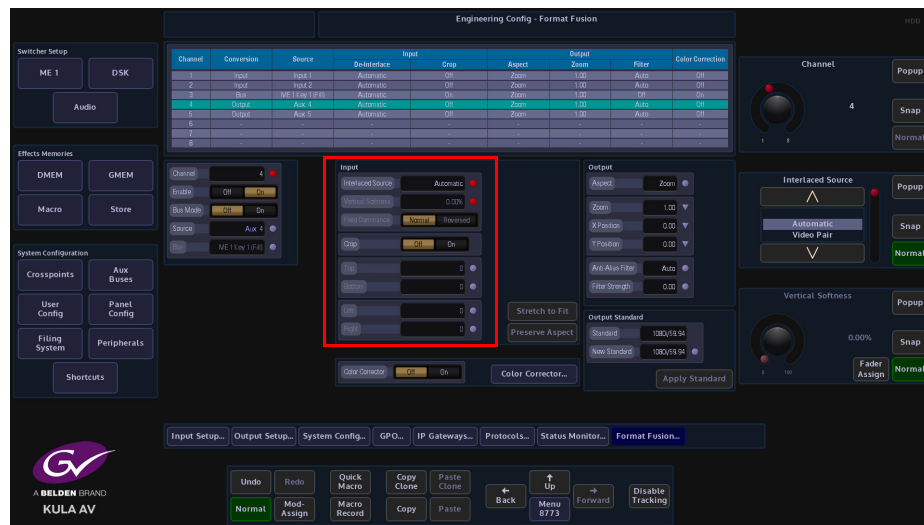 Engineering Config - Format Fusion
HDD
Switcher Setup
ME 1
DSK
Audio
Effects Memories
DMEM
GMEM
Macro
Store
System Configuration
Crosspoints
Aux Buses
User Config
Panel Config
Filing System
Peripherals
Shortcuts
Channel Conversion Source Input Output Color Correction
De-Interlace Crop Aspect Zoom Filter
1 Input Input 1 Automatic Off Zoom 1.00 Auto Off
2 Input Input 2 Automatic Off Zoom 1.00 Auto Off
3 Bus ME 1 Key 1 (Fill) Automatic On Zoom 1.00 Off On
4 Output Aux 4 Automatic Off Zoom 1.00 Auto Off
5 Output Aux 5 Automatic Off Zoom 1.00 Auto Off
6 - - - - - - - -
7 - - - - - - - -
8 - - - - - - - -
Channel 4
Enable Off On
Bus Mode Off On
Source Aux 4
Bus ME 1 Key 1 (Fill)
Input
Interlaced Source Automatic
Vertical Softness 0.00%
Field Dominance Normal Reversed
Crop Off On
Top 0
Bottom 0
Left 0
Right 0
Stretch to Fit
Preserve Aspect
Color Corrector Off On
Color Corrector...
Output
Aspect Zoom
Zoom 1.00
X Position 0.00
Y Position 0.00
Anti-Alias Filter Auto
Filter Strength 0.00
Output Standard
Standard 1080i/59.94
New Standard 1080i/59.94
Apply Standard
Channel
4
1 8
Popup
Snap
Normal
Interlaced Source
Automatic
Video Pair
Popup
Snap
Normal
Vertical Softness
0.00%
0 100
Fader Assign
Popup
Snap
Normal
Input Setup... Output Setup... System Config... GPO... IP Gateways... Protocols... Status Monitor... Format Fusion...
GV
A BELDEN BRAND
KULA AV
Undo
Redo
Quick Macro
Copy Clone
Paste Clone
Normal
Mod-Assign
Macro Record
Copy
Paste
Back
Up
Menu 8773
Forward
Disable Tracking